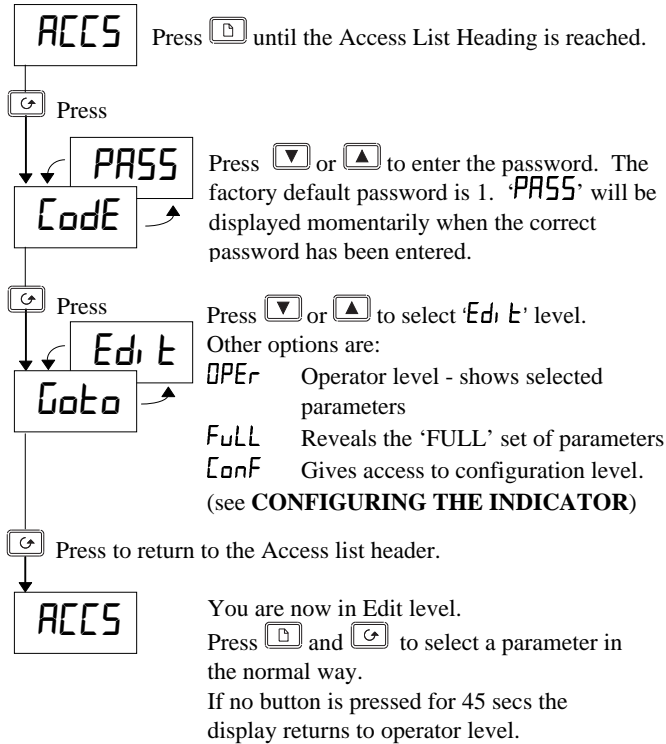 ACCS
Press until the Access List Heading is reached.
Press
PASS
CodE
Press or to enter the password. The
factory default password is 1. ‘PASS’ will be
displayed momentarily when the correct
password has been entered.
Press
Edit
Goto
Press or to select ‘Edit’ level.
Other options are:
OPEr Operator level - shows selected
parameters
FuLL Reveals the ‘FULL’ set of parameters
ConF Gives access to configuration level.
(see CONFIGURING THE INDICATOR)
Press to return to the Access list header.
ACCS
You are now in Edit level.
Press and to select a parameter in
the normal way.
If no button is pressed for 45 secs the
display returns to operator level.